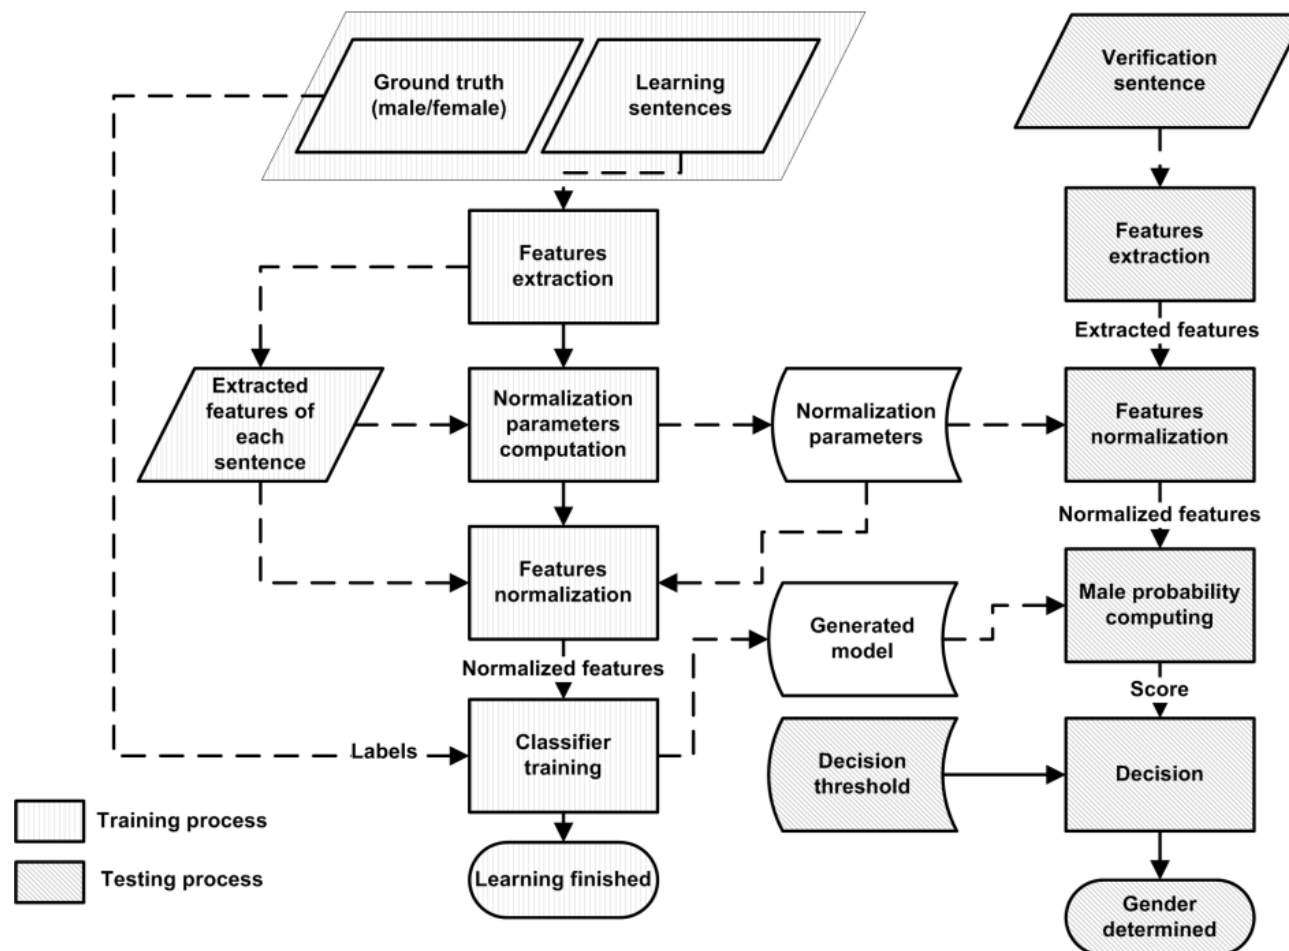 Ground truth
(male/female)
Learning
sentences
Verification
sentence
Features
extraction
Features
extraction
Extracted features
Extracted
features of
each
sentence
Normalization
parameters
computation
Normalization
parameters
Features
normalization
Normalized features
Features
normalization
Generated
model
Male probability
computing
Normalized features
Score
Labels
Classifier
training
Decision
threshold
Decision
Training process
Testing process
Learning finished
Gender
determined